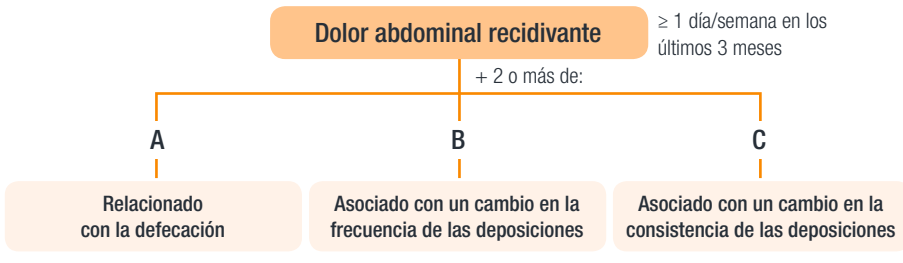 Dolor abdominal recidivante
≥ 1 día/semana en los
últimos 3 meses
+ 2 o más de:
A
B
C
Relacionado
con la defecación
Asociado con un cambio en la
frecuencia de las deposiciones
Asociado con un cambio en la
consistencia de las deposiciones